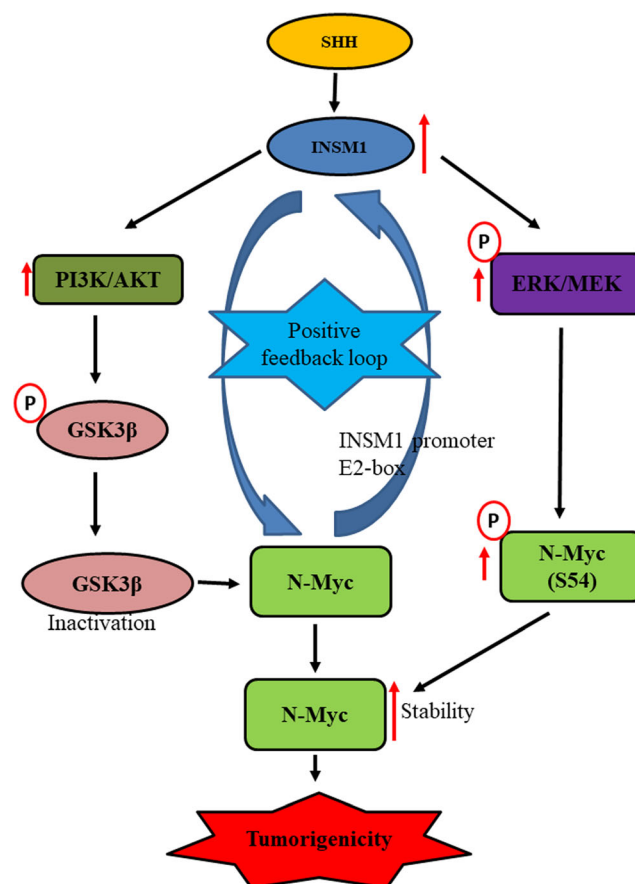 SHH
INSM1
PI3K/AKT
P
ERK/MEK
Positive
feedback loop
P
GSK3β
INSM1 promoter
E2-box
P
N-Myc
(S54)
GSK3β
Inactivation
N-Myc
N-Myc
Stability
Tumorigenicity